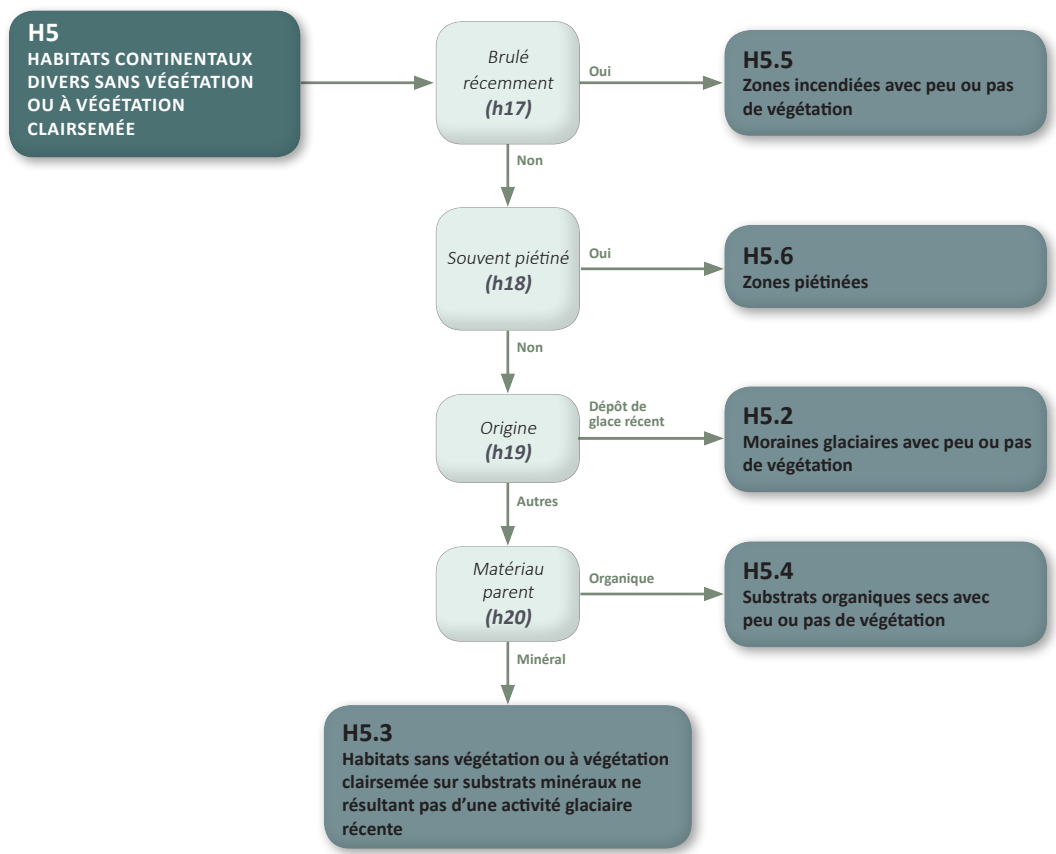 H5
HABITATS CONTINENTAUX
DIVERS SANS VÉGÉTATION
OU À VÉGÉTATION
CLAIRSEMÉE
Brulé
récemment
(h17)
Oui
H5.5
Zones incendiées avec peu ou pas
de végétation
Non
Souvent piétiné
(h18)
Oui
H5.6
Zones piétinées
Non
Origine
(h19)
Dépôt de
glace récent
H5.2
Moraines glaciaires avec peu ou pas
de végétation
Autres
Matériau
parent
(h20)
Organique
H5.4
Substrats organiques secs avec
peu ou pas de végétation
Minéral
H5.3
Habitats sans végétation ou à végétation
clairsemée sur substrats minéraux ne
résultant pas d’une activité glaciaire
récente